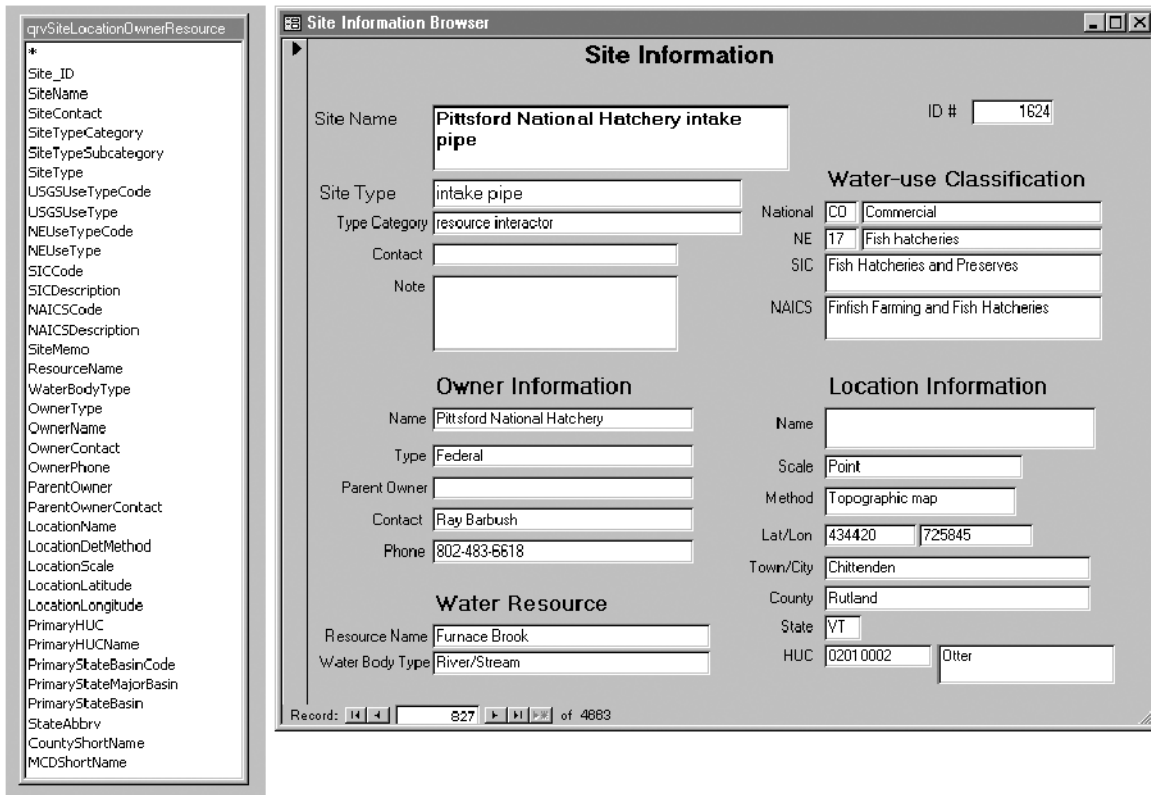 qrvSiteLocationOwnerResource
*
Site_ID
SiteName
SiteContact
SiteTypeCategory
SiteTypeSubcategory
SiteType
USGSUseTypeCode
USGSUseType
NEUseTypeCode
NEUseType
SICCode
SICDescription
NAICSCode
NAICSDescription
SiteMemo
ResourceName
WaterBodyType
OwnerType
OwnerName
OwnerContact
OwnerPhone
ParentOwner
ParentOwnerContact
LocationName
LocationDetMethod
LocationScale
LocationLatitude
LocationLongitude
PrimaryHUC
PrimaryHUCName
PrimaryStateBasinCode
PrimaryStateMajorBasin
PrimaryStateBasin
StateAbbrv
CountyShortName
MCDShortName
Site Information Browser
Site Information
Site Name Pittsford National Hatchery intake
pipe
ID # 1624
Site Type intake pipe
Type Category resource interactor
Contact
Note
Water-use Classification
National CO Commercial
NE 17 Fish hatcheries
SIC Fish Hatcheries and Preserves
NAICS Finfish Farming and Fish Hatcheries
Owner Information
Name Pittsford National Hatchery
Type Federal
Parent Owner
Contact Ray Barbush
Phone 802-483-6618
Location Information
Name
Scale Point
Method Topographic map
Lat/Lon 434420 725845
Town/City Chittenden
County Rutland
State VT
HUC 02010002 Otter
Water Resource
Resource Name Furnace Brook
Water Body Type River/Stream
Record: 827 of 4883